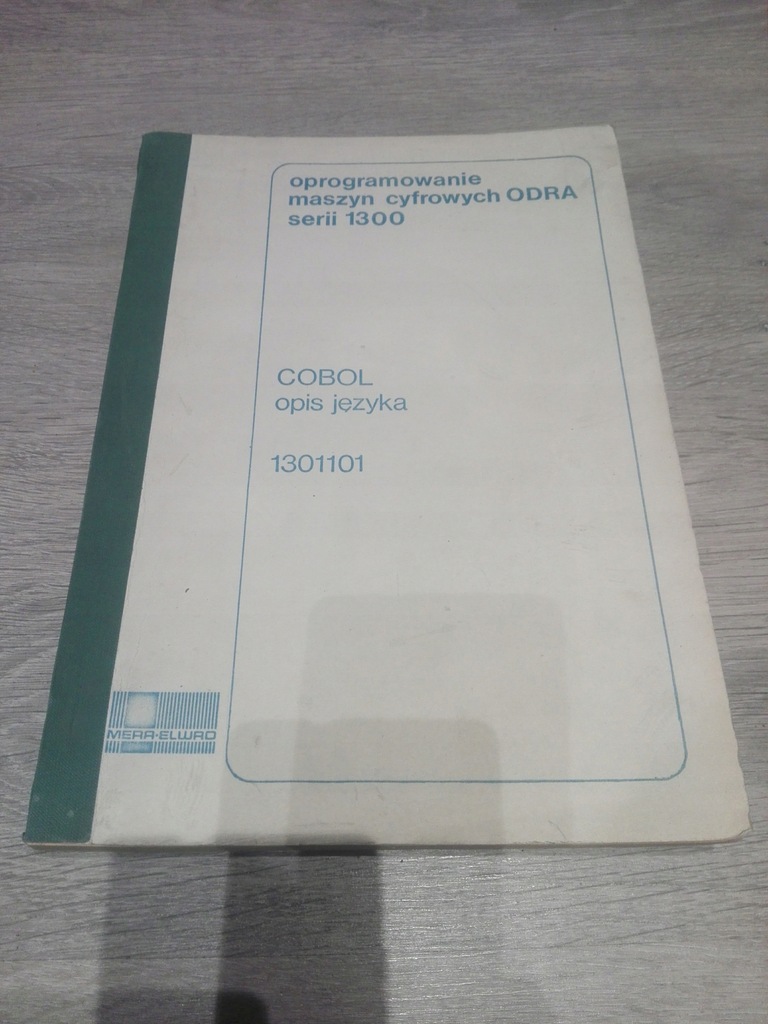 oprogramowanie
maszyn cyfrowych ODRA
serii 1300
COBOL
opis języka
1301101
MERA-ELWRO